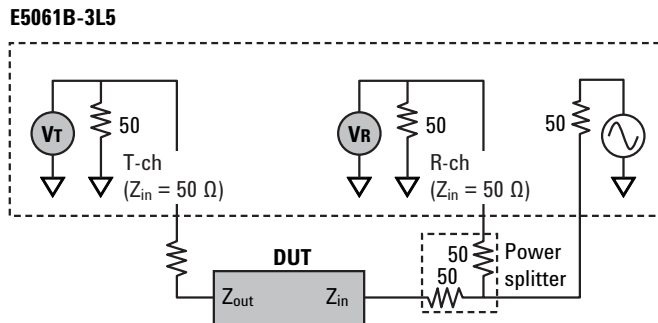 E5061B-3L5
VT
50
T-ch
(Zin = 50 Ω)
VR
50
R-ch
(Zin = 50 Ω)
50
DUT
Zout
Zin
50
50
Power
splitter